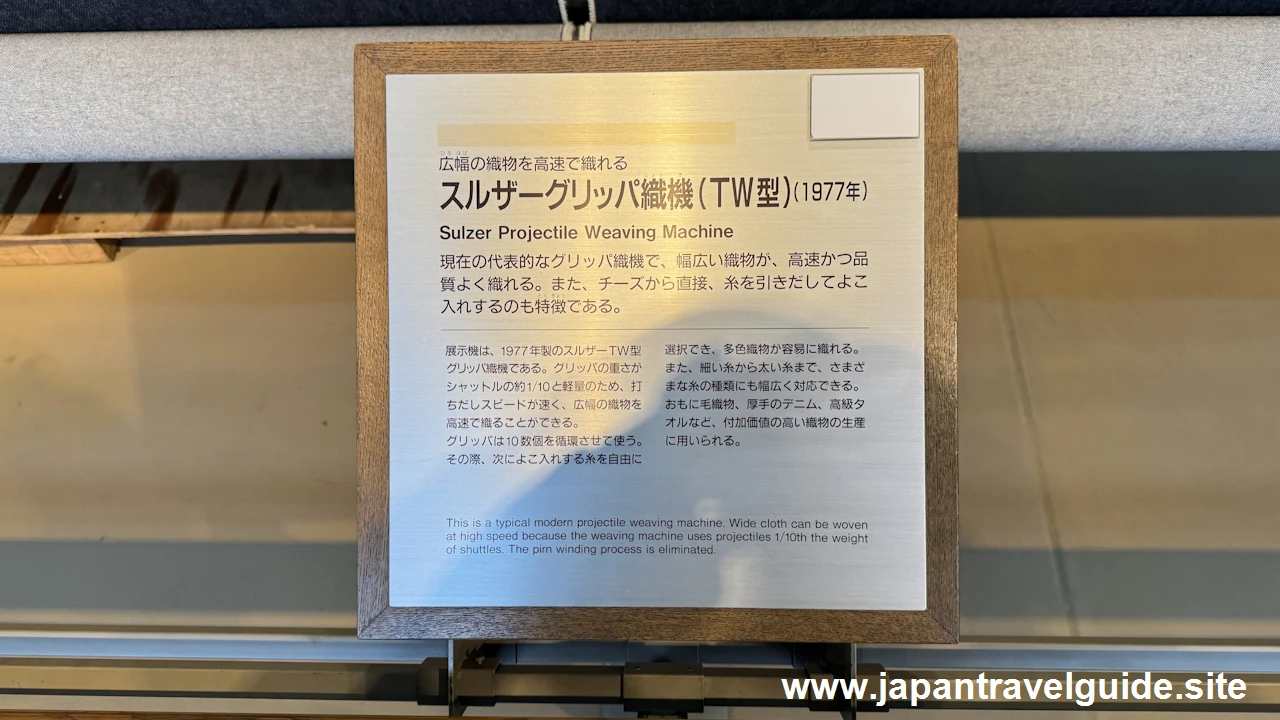 広幅の織物を高速で織れる
スルザーグリッパ織機(TW型)(1977年)
Sulzer Projectile Weaving Machine
現在の代表的なグリッパ織機で、幅広い織物が、高速かつ品
質よく織れる。また、チーズから直接、糸を引きだしてよこ
入れするのも特徴である。
展示機は、1977年製のスルザーTW型
グリッパ織機である。グリッパの重さが
シャットルの約1/10と軽量のため、打
ちだしスピードが速く、広幅の織物を
高速で織ることができる。
グリッパは10数個を循環させて使う。
その際、次によこ入れする糸を自由に
選択でき、多色織物が容易に織れる。
また、細い糸から太い糸まで、さまざ
まな糸の種類にも幅広く対応できる。
おもに毛織物、厚手のデニム、高級タ
オルなど、付加価値の高い織物の生産
に用いられる。
This is a typical modern projectile weaving machine. Wide cloth can be woven
at high speed because the weaving machine uses projectiles 1/10th the weight
of shuttles. The pirn winding process is eliminated.
www.japantravelguide.site